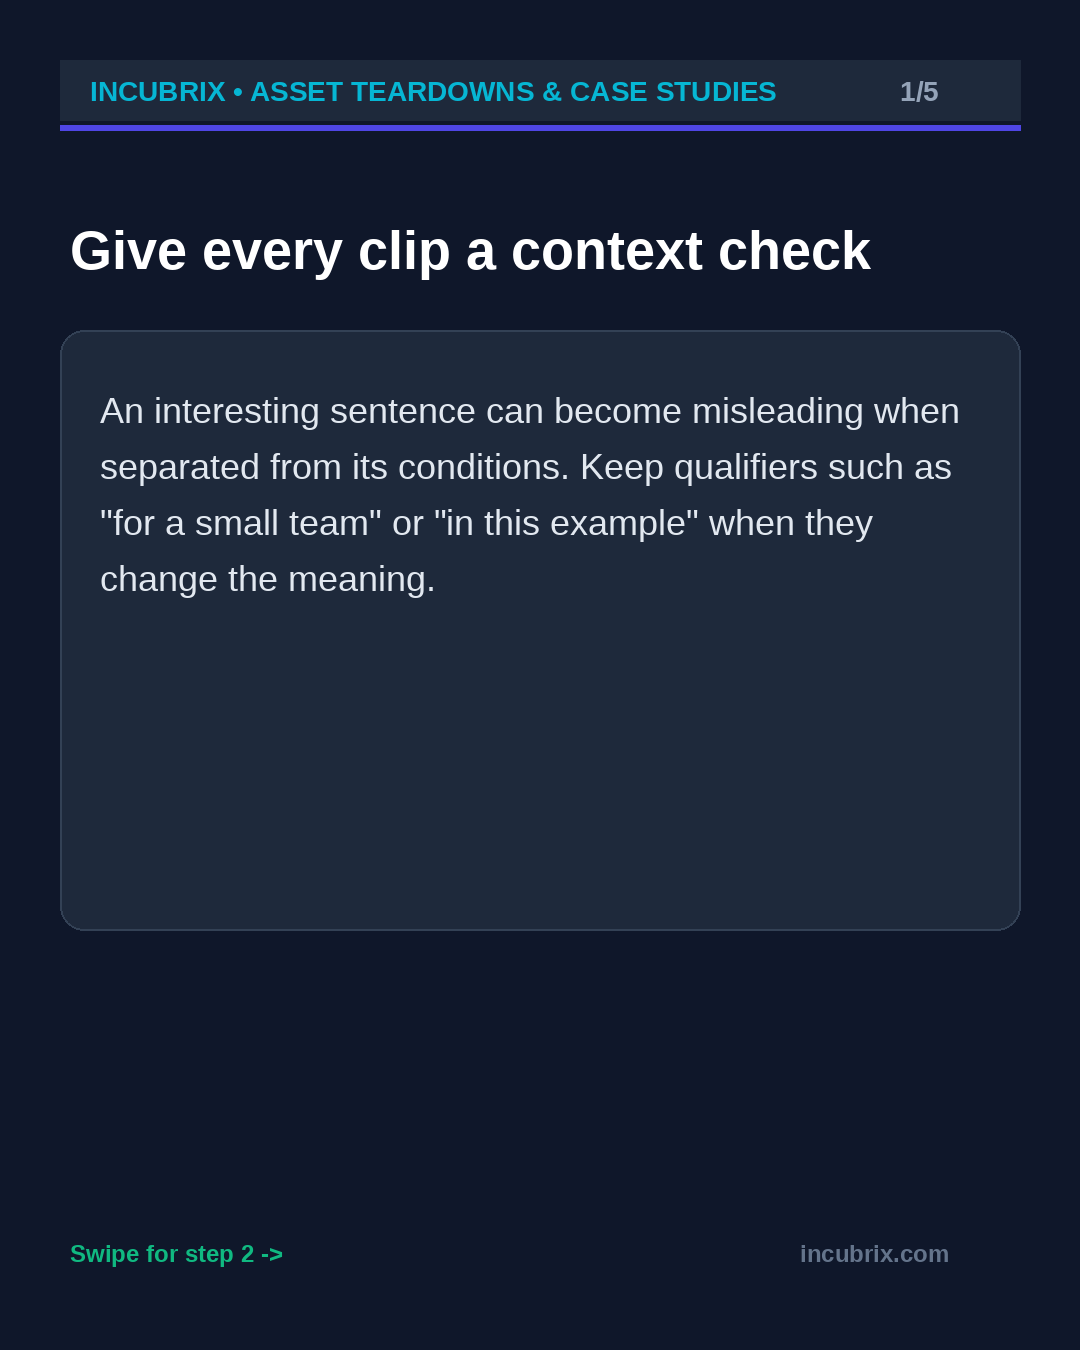 INCUBRIX • ASSET TEARDOWNS & CASE STUDIES 1/5
Give every clip a context check
An interesting sentence can become misleading when
separated from its conditions. Keep qualifiers such as
"for a small team" or "in this example" when they
change the meaning.
Swipe for step 2 -> incubrix.com